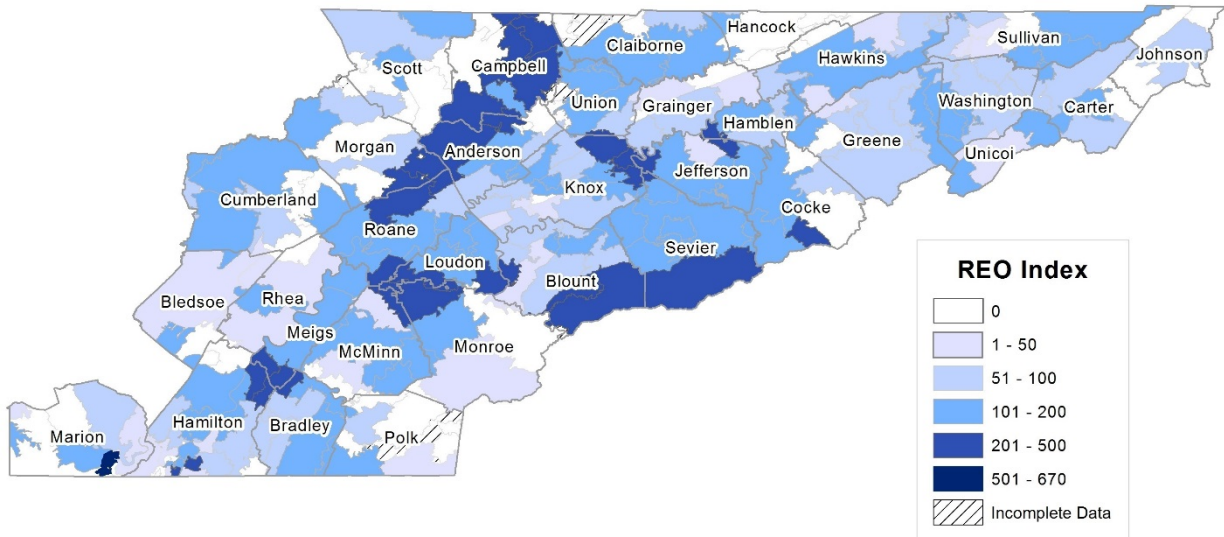 Hancock
Sullivan
Claiborne
Johnson
Scott
Campbell
Hawkins
Union
Grainger
Washington
Carter
Hamblen
Morgan
Anderson
Greene
Unicoi
Jefferson
Knox
Cumberland
Cocke
Roane
Sevier
Loudon
Blount
Bledsoe
Rhea
Meigs
McMinn
Monroe
Hamilton
Bradley
Polk
Marion
REO Index
0
1 - 50
51 - 100
101 - 200
201 - 500
501 - 670
Incomplete Data